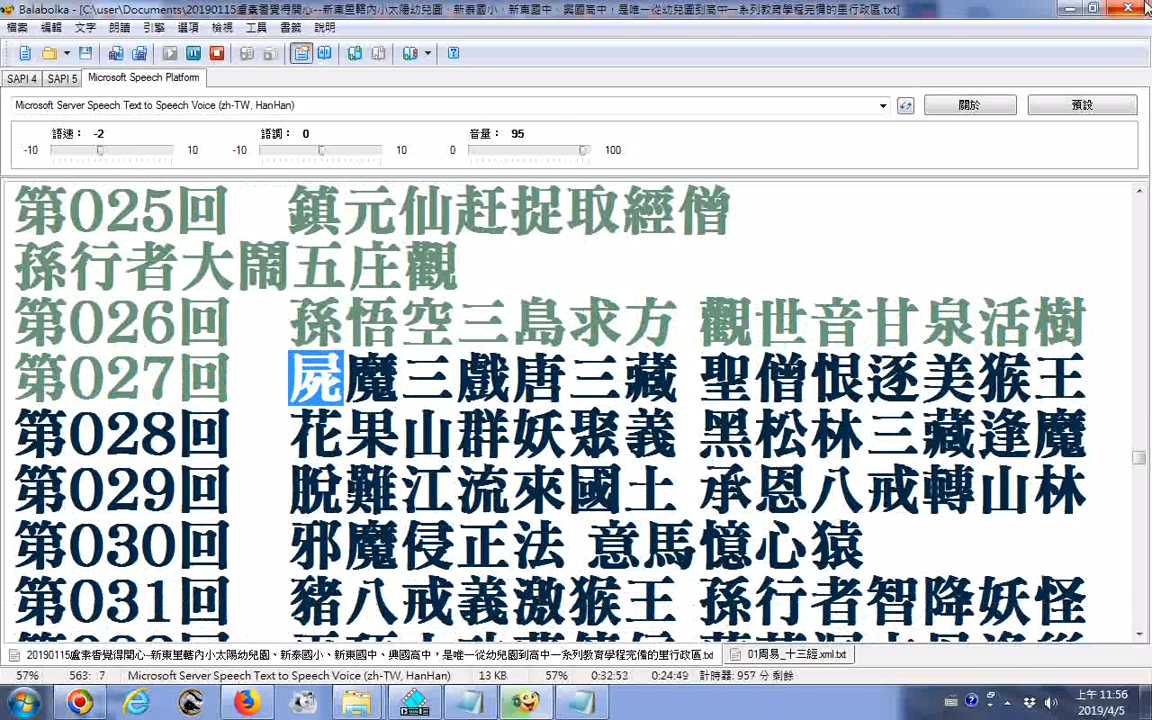 Balabolka - [C:\user\Documents\20190115盧素香覺得開心--新東里轄內小太陽幼兒園、新泰國小、新東國中、興國高中，是唯一從幼兒園到高中一系列教育學程完備的里行政區.txt]
檔案 編輯 文字 朗讀 引擎 選項 檢視 工具 書籤 說明
SAPI 4 SAPI 5 Microsoft Speech Platform
Microsoft Server Speech Text to Speech Voice (zh-TW, HanHan) 關於 預設
語速： -2 語調： 0 音量： 95
-10 10 -10 10 0 100
第025回 鎮元仙赶捉取經僧
孫行者大鬧五庄觀
第026回 孫悟空三島求方 觀世音甘泉活樹
第027回 屍魔三戲唐三藏 聖僧恨逐美猴王
第028回 花果山群妖聚義 黑松林三藏逢魔
第029回 脫難江流來國土 承恩八戒轉山林
第030回 邪魔侵正法 意馬憶心猿
第031回 豬八戒義激猴王 孫行者智降妖怪
20190115盧素香覺得開心--新東里轄內小太陽幼兒園、新泰國小、新東國中、興國高中，是唯一從幼兒園到高中一系列教育學程完備的里行政區.txt 01周易_十三經.xml.txt
57% 563: 7 Microsoft Server Speech Text to Speech Voice (zh-TW, HanHan) 13 KB 57% 0:32:53 0:24:49 計時器: 957 分 剩餘
上午 11:56
2019/4/5